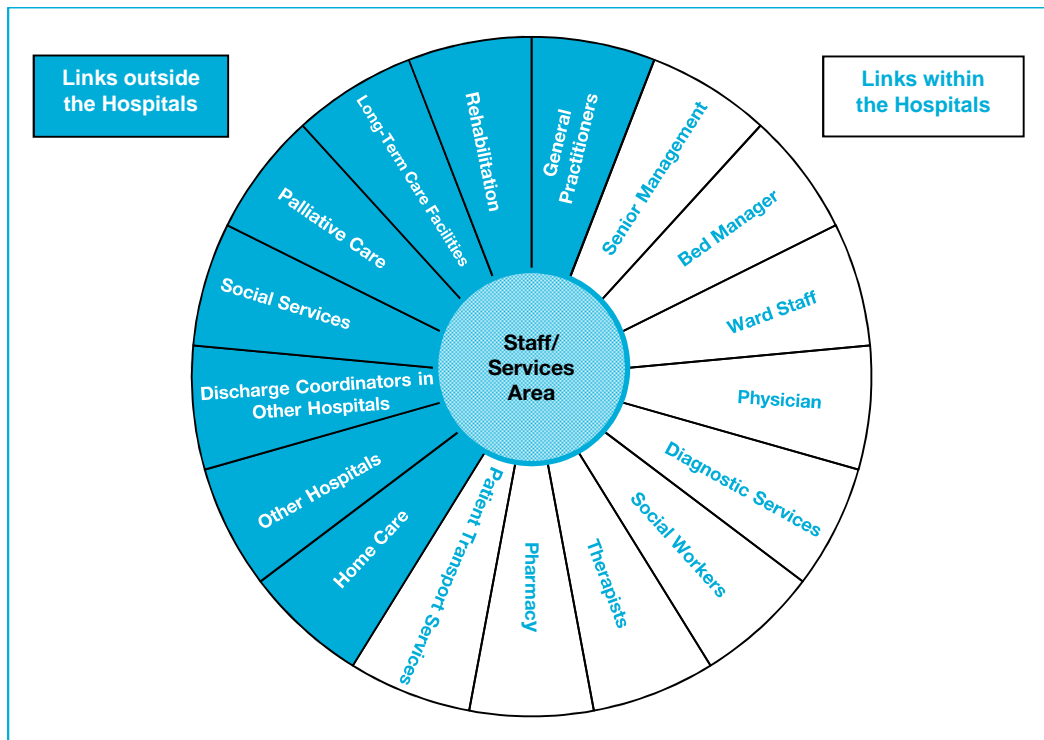 Links outside
the Hospitals
Links within
the Hospitals
General
Practitioners
Senior Management
Bed Manager
Ward Staff
Physician
Diagnostic Services
Social Workers
Therapists
Pharmacy
Patient Transport Services
Home Care
Other Hospitals
Discharge Coordinators in
Other Hospitals
Social Services
Palliative Care
Long-Term Care Facilities
Rehabilitation
Staff/
Services
Area